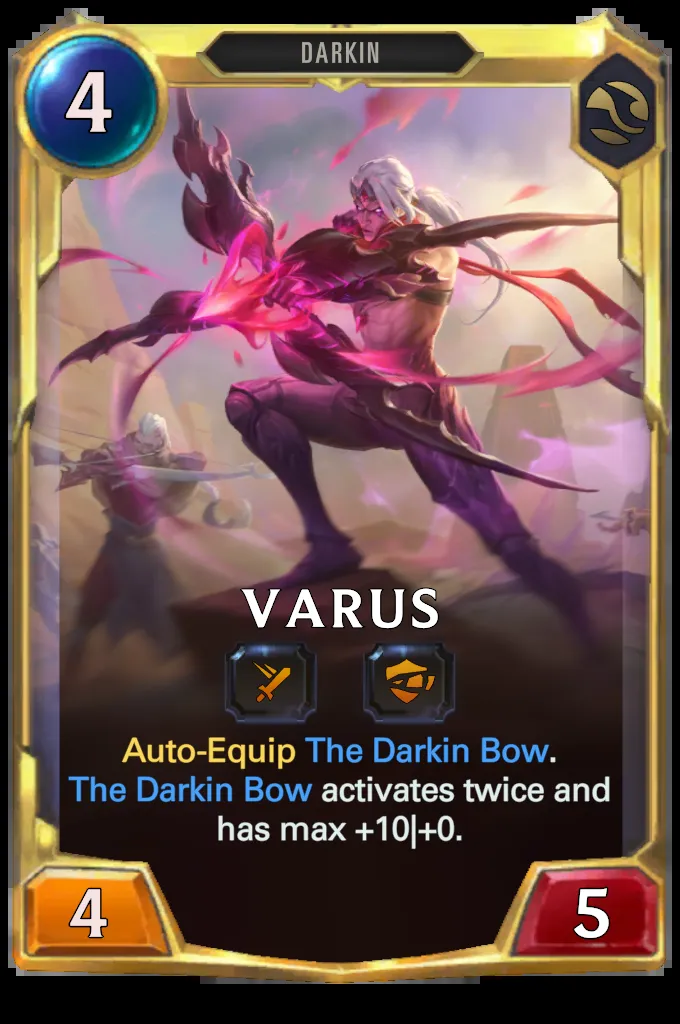 DARKIN
4
VARUS
Auto-Equip The Darkin Bow.
The Darkin Bow activates twice and
has max +10|+0.
4
5